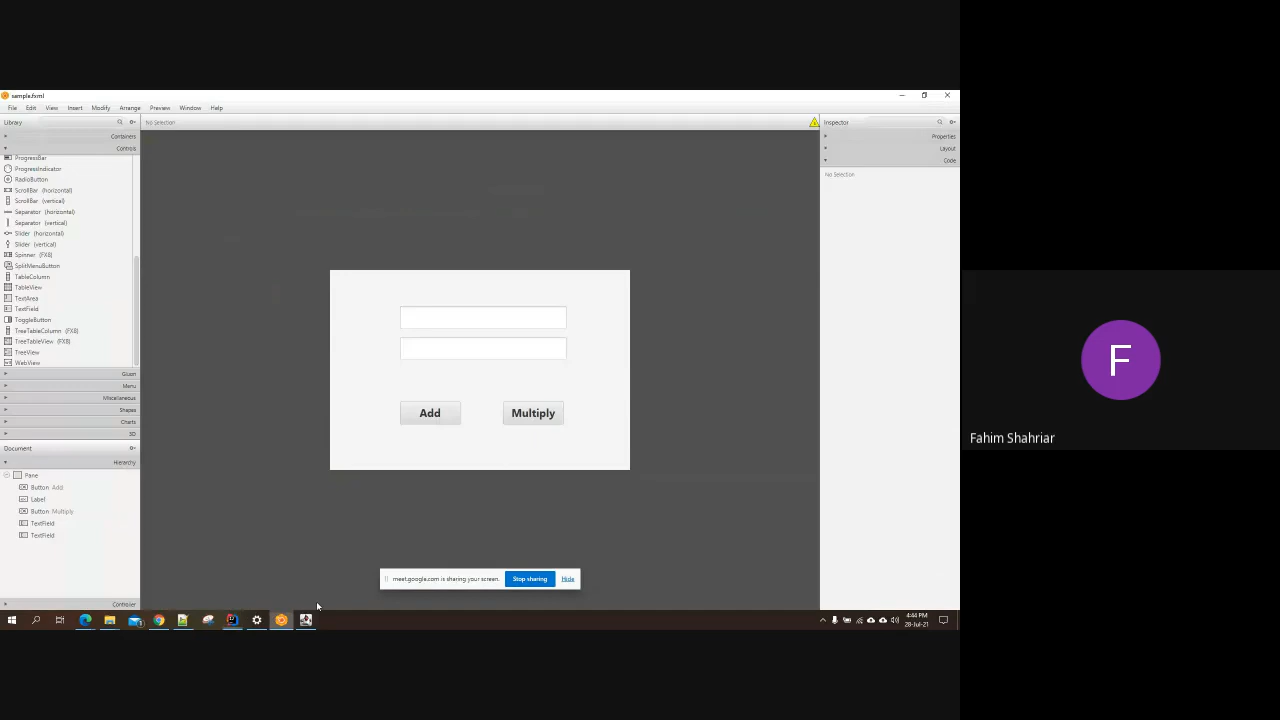 sample.fxml
File Edit View Insert Modify Arrange Preview Window Help
Library
No Selection
Inspector
Containers
Controls
ProgressBar
ProgressIndicator
RadioButton
ScrollBar (horizontal)
ScrollBar (vertical)
Separator (horizontal)
Separator (vertical)
Slider (horizontal)
Slider (vertical)
Spinner (FX8)
SplitMenuButton
TableColumn
TableView
TextArea
TextField
ToggleButton
TreeTableColumn (FX8)
TreeTableView (FX8)
TreeView
WebView
Gluon
Menu
Miscellaneous
Shapes
Charts
3D
Document
Hierarchy
Pane
Button Add
Label
Button Multiply
TextField
TextField
Controller
Add
Multiply
Properties
Layout
Code
No Selection
meet.google.com is sharing your screen.
Stop sharing
Hide
4:44 PM
28-Jul-21
F
Fahim Shahriar